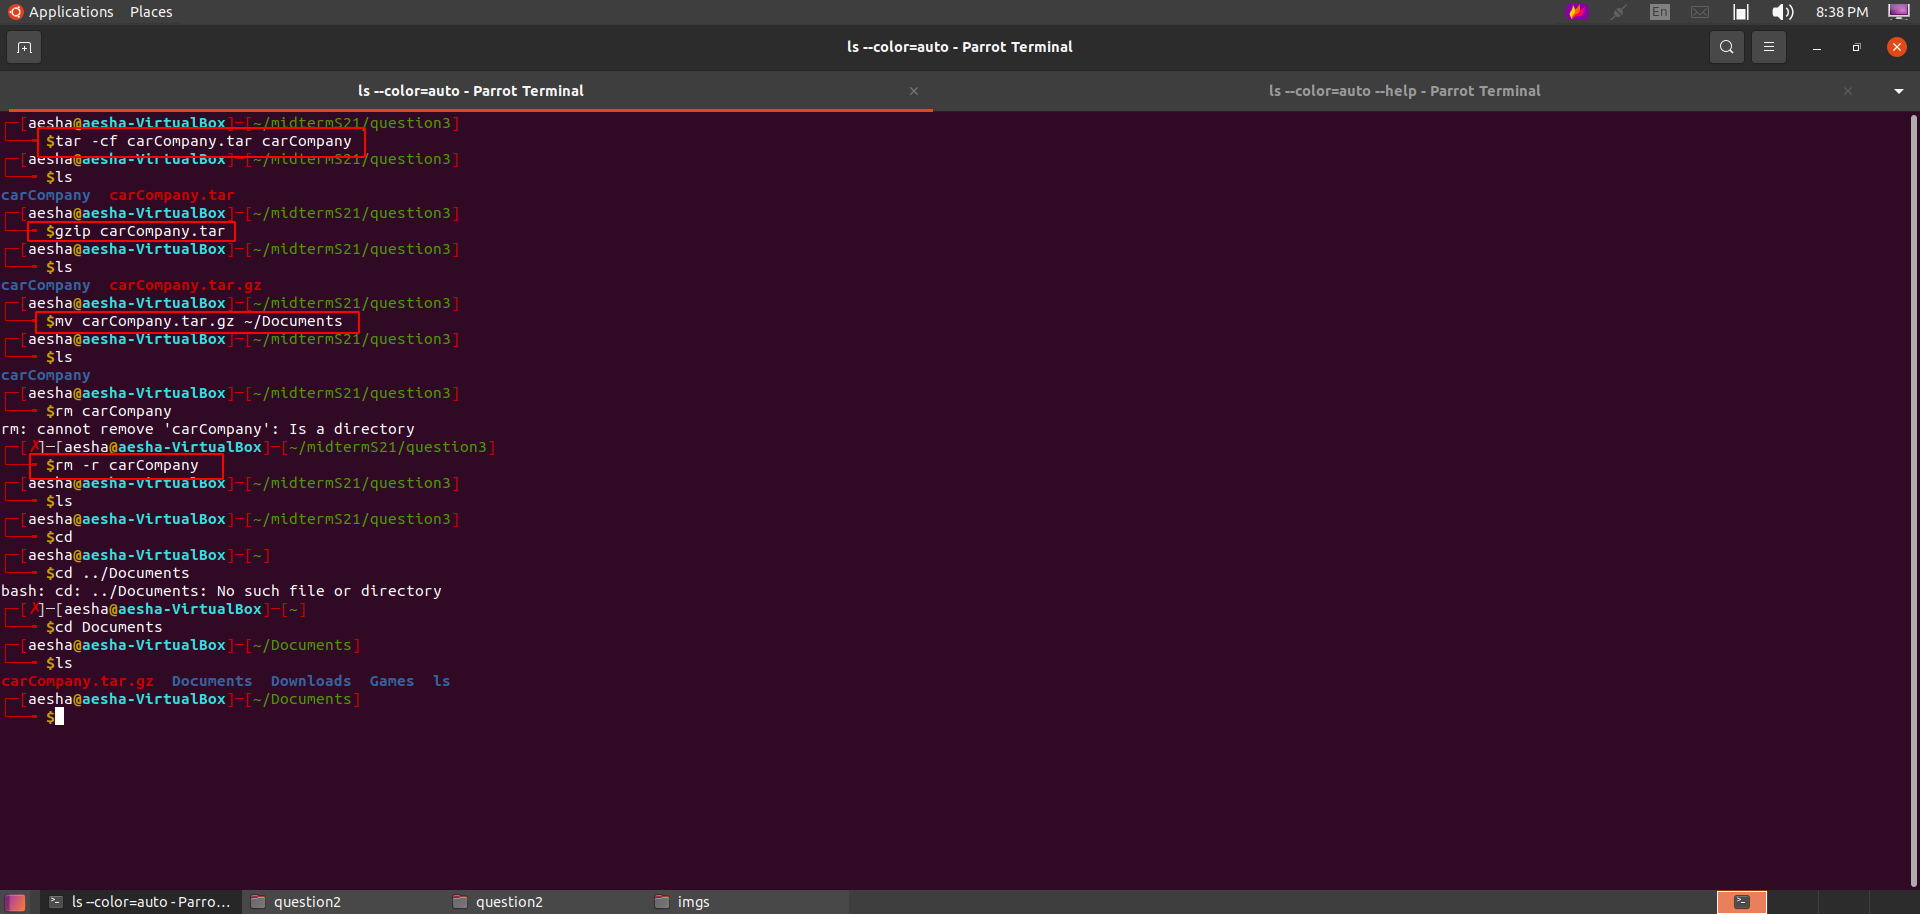 Applications Places En 8:38 PM
ls --color=auto - Parrot Terminal
ls --color=auto - Parrot Terminal × ls --color=auto --help - Parrot Terminal ×
[aesha@aesha-VirtualBox]─[~/midtermS21/question3]
$tar -cf carCompany.tar carCompany
[aesha@aesha-VirtualBox]─[~/midtermS21/question3]
$ls
carCompany carCompany.tar
[aesha@aesha-VirtualBox]─[~/midtermS21/question3]
$gzip carCompany.tar
[aesha@aesha-VirtualBox]─[~/midtermS21/question3]
$ls
carCompany carCompany.tar.gz
[aesha@aesha-VirtualBox]─[~/midtermS21/question3]
$mv carCompany.tar.gz ~/Documents
[aesha@aesha-VirtualBox]─[~/midtermS21/question3]
$ls
carCompany
[aesha@aesha-VirtualBox]─[~/midtermS21/question3]
$rm carCompany
rm: cannot remove 'carCompany': Is a directory
[✗]─[aesha@aesha-VirtualBox]─[~/midtermS21/question3]
$rm -r carCompany
[aesha@aesha-VirtualBox]─[~/midtermS21/question3]
$ls
[aesha@aesha-VirtualBox]─[~/midtermS21/question3]
$cd
[aesha@aesha-VirtualBox]─[~]
$cd ../Documents
bash: cd: ../Documents: No such file or directory
[✗]─[aesha@aesha-VirtualBox]─[~]
$cd Documents
[aesha@aesha-VirtualBox]─[~/Documents]
$ls
carCompany.tar.gz Documents Downloads Games ls
[aesha@aesha-VirtualBox]─[~/Documents]
$
ls --color=auto - Parro... question2 question2 imgs